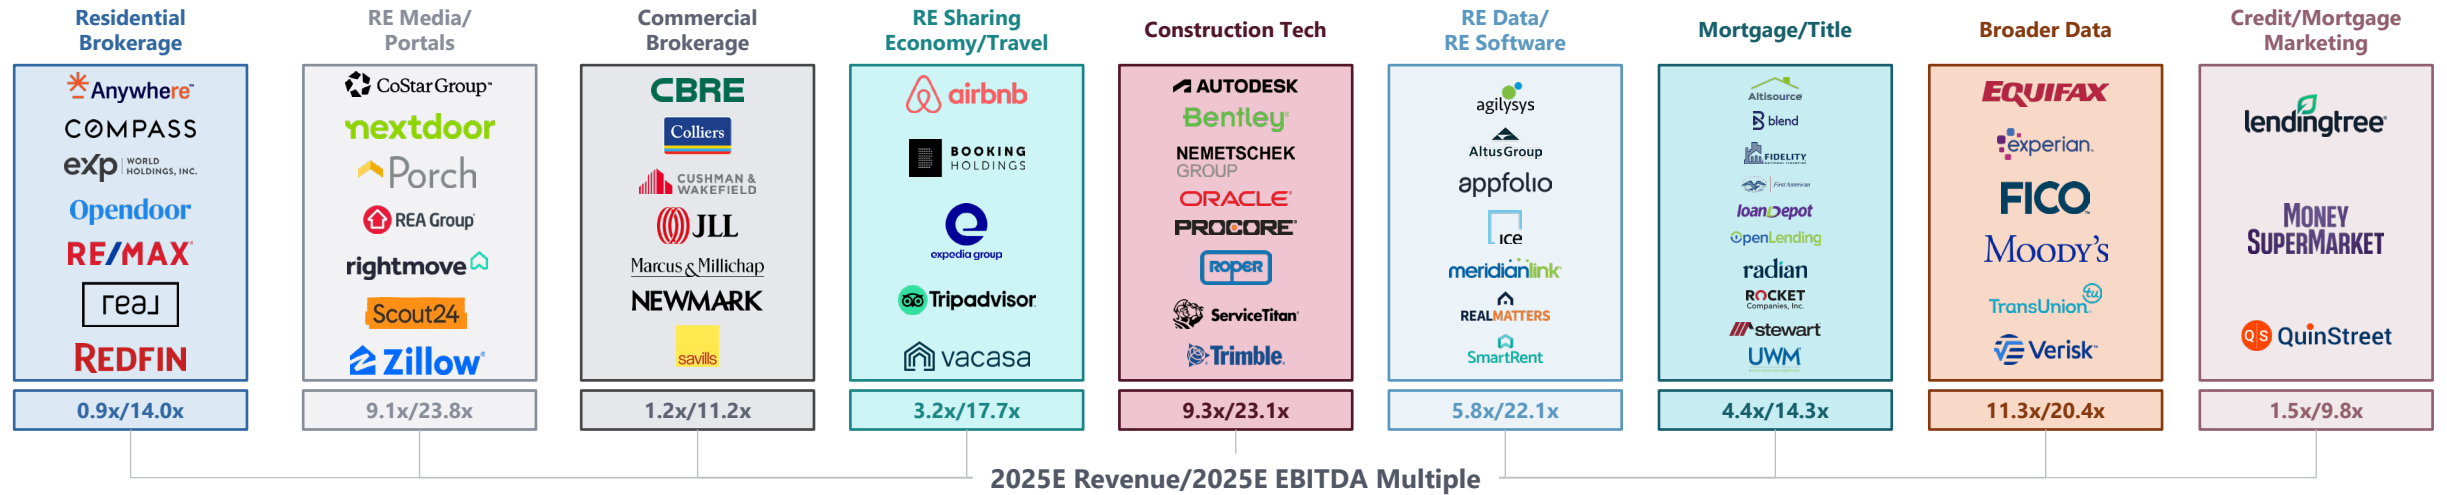 Residential
Brokerage
Anywhere
COMPASS
eXp WORLD
HOLDINGS, INC.
Opendoor
RE/MAX
real
REDFIN
0.9x/14.0x
RE Media/
Portals
CoStar Group™
nextdoor
Porch
REA Group
rightmove
Scout24
Zillow
9.1x/23.8x
Commercial
Brokerage
CBRE
Colliers
CUSHMAN &
WAKEFIELD
JLL
Marcus & Millichap
NEWMARK
savills
1.2x/11.2x
RE Sharing
Economy/Travel
airbnb
BOOKING
HOLDINGS
expedia group
Tripadvisor
vacasa
3.2x/17.7x
Construction Tech
AUTODESK
Bentley
NEMETSCHEK
GROUP
ORACLE
PROCORE
ROPER
ServiceTitan
Trimble
9.3x/23.1x
RE Data/
RE Software
agilysys
AltusGroup
appfolio
ICE
meridianlink
REALMATTERS
SmartRent
5.8x/22.1x
Mortgage/Title
Altisource
blend
FIDELITY
NATIONAL FINANCIAL
First American
loanDepot
OpenLending
radian
ROCKET
Companies, Inc.
stewart
UWM
4.4x/14.3x
Broader Data
EQUIFAX
experian
FICO
MOODY'S
TransUnion tu
Verisk
11.3x/20.4x
Credit/Mortgage
Marketing
lendingtree
MONEY
SUPERMARKET
QS QuinStreet
1.5x/9.8x
2025E Revenue/2025E EBITDA Multiple